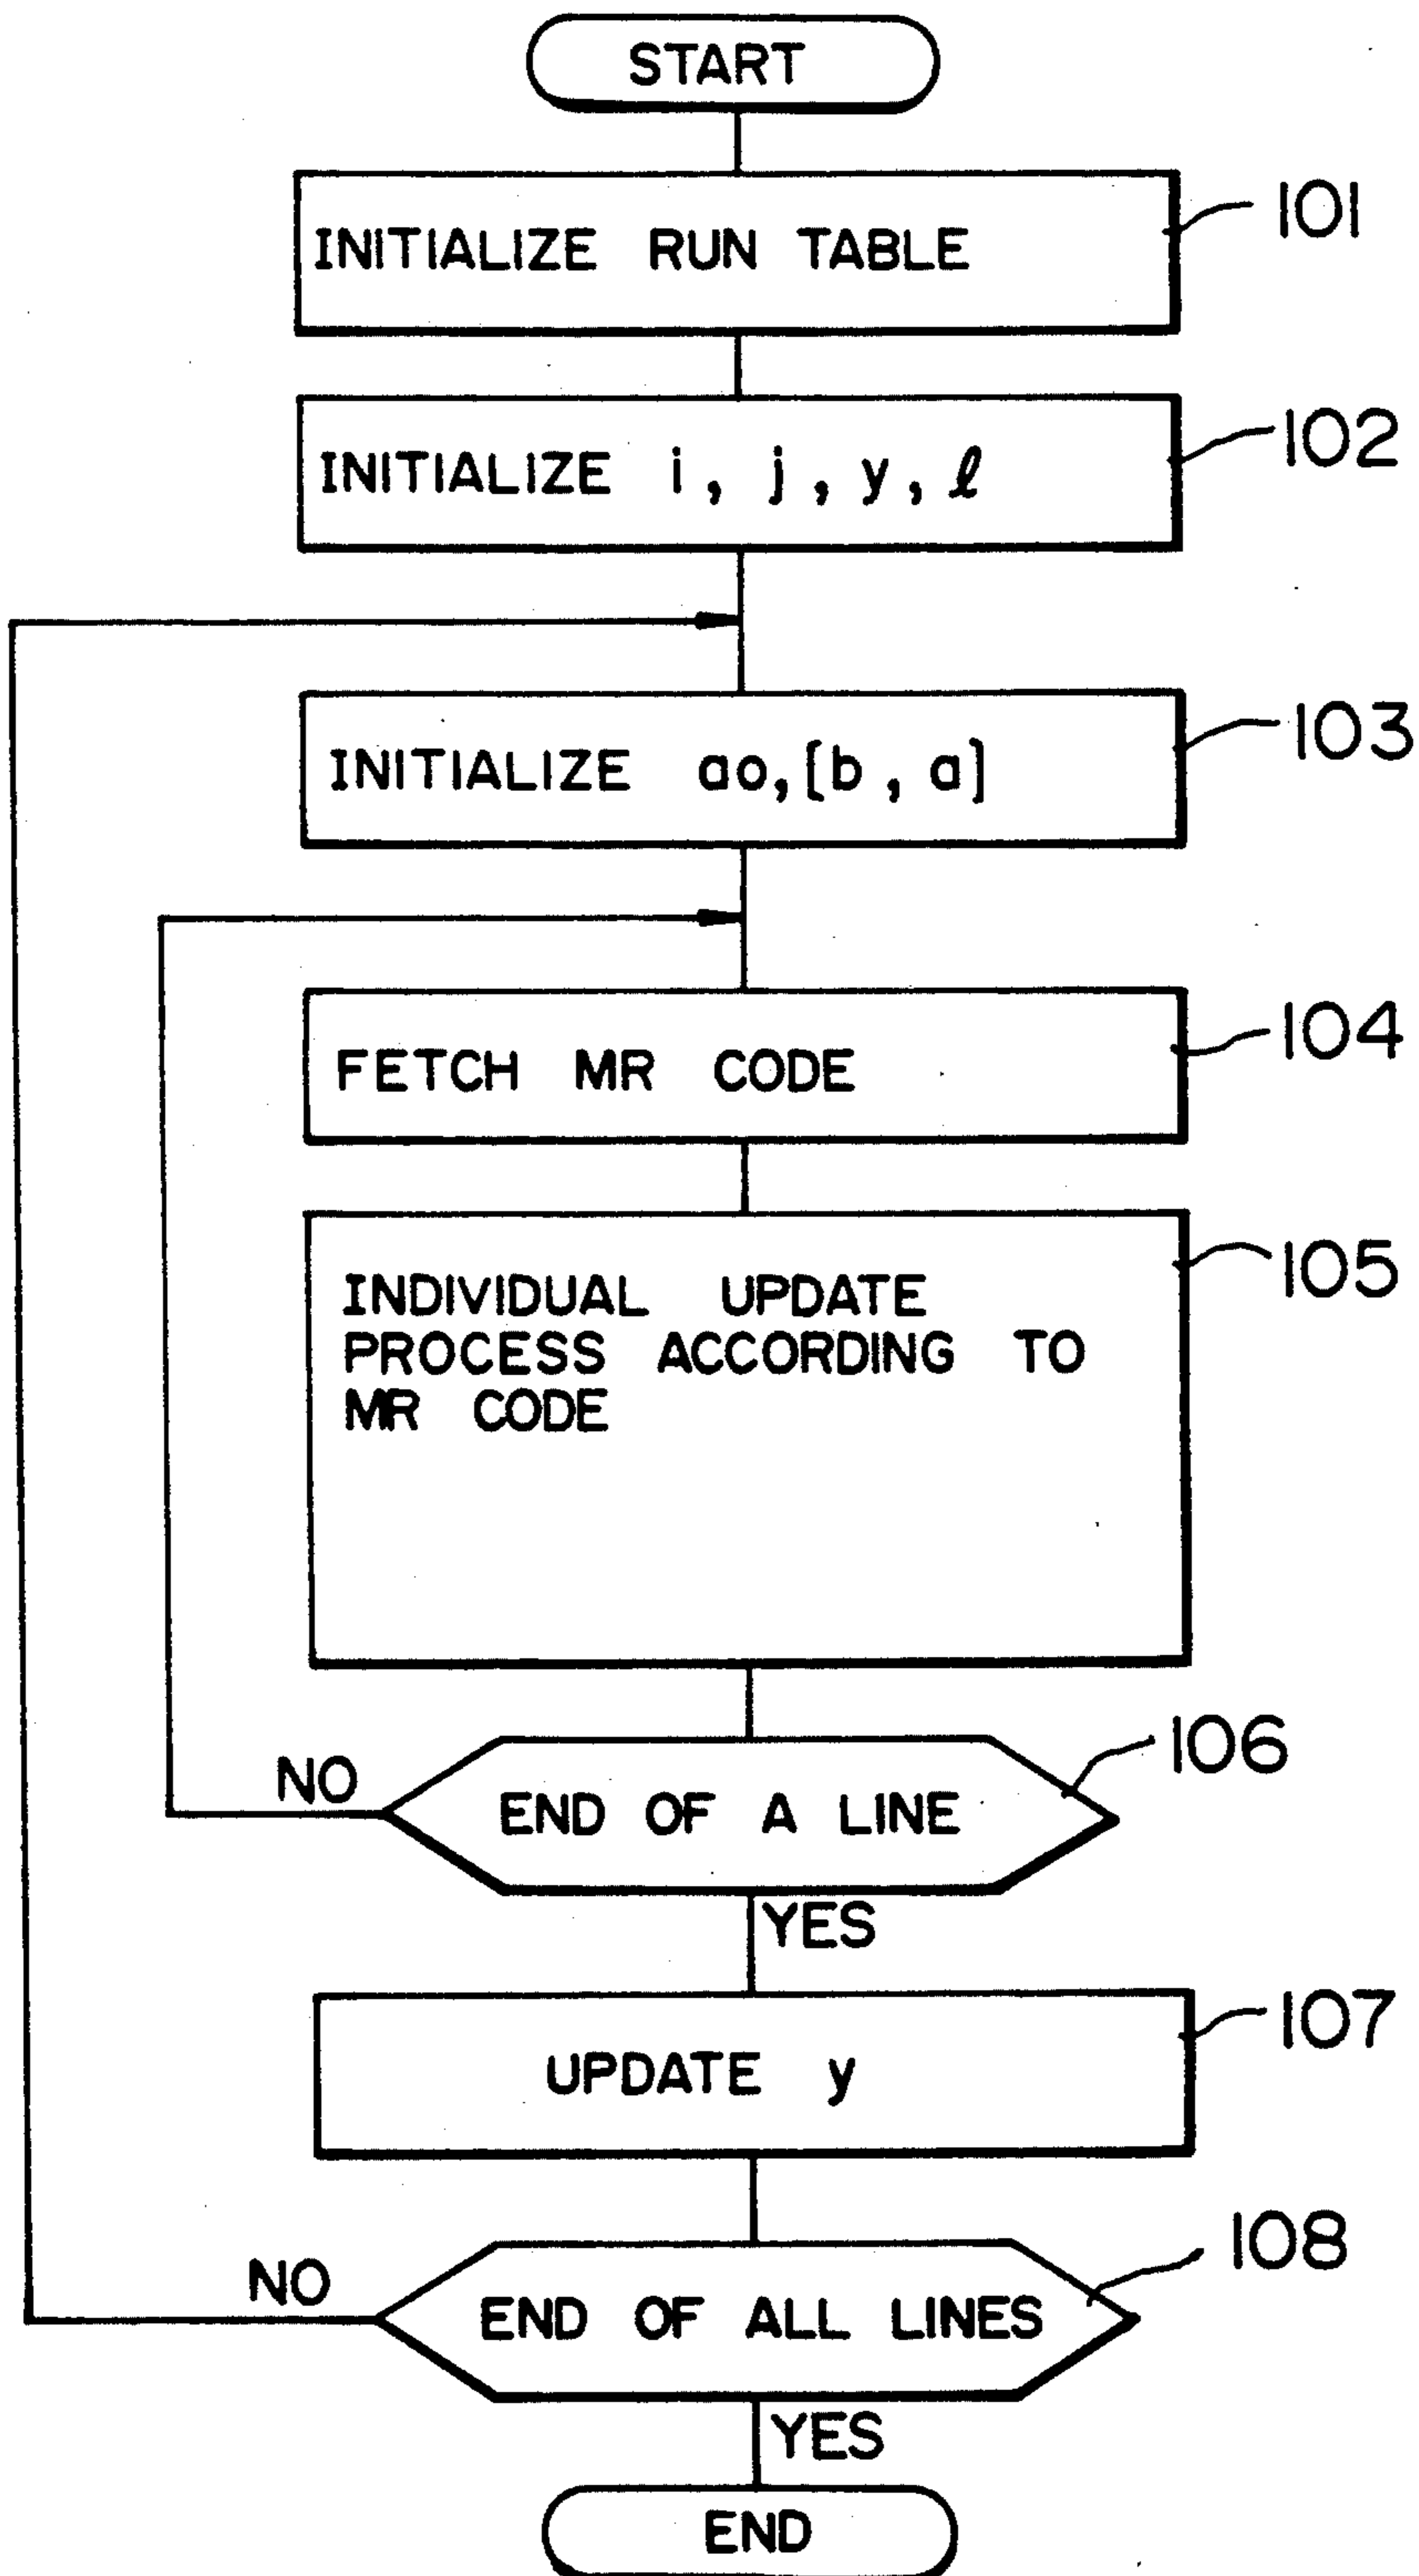 START
INITIALIZE RUN TABLE
101
INITIALIZE i, j, y, ℓ
102
INITIALIZE ao, [b, a]
103
FETCH MR CODE
104
INDIVIDUAL UPDATE
PROCESS ACCORDING TO
MR CODE
105
END OF A LINE
106
NO
YES
UPDATE y
107
END OF ALL LINES
108
NO
YES
END